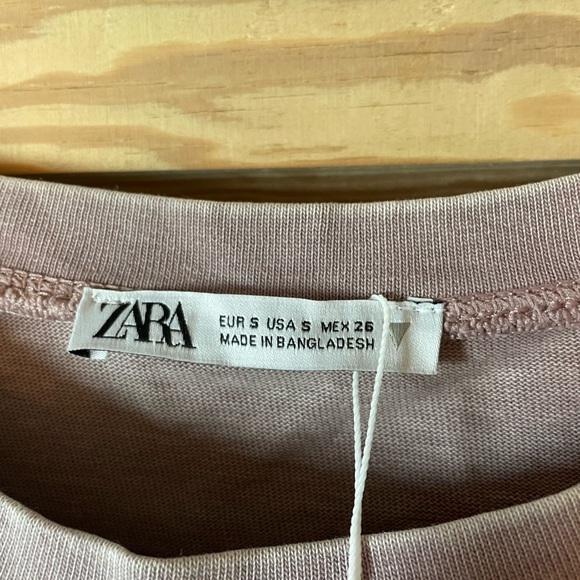 ZARA
EUR S USA S MEX 26
MADE IN BANGLADESH